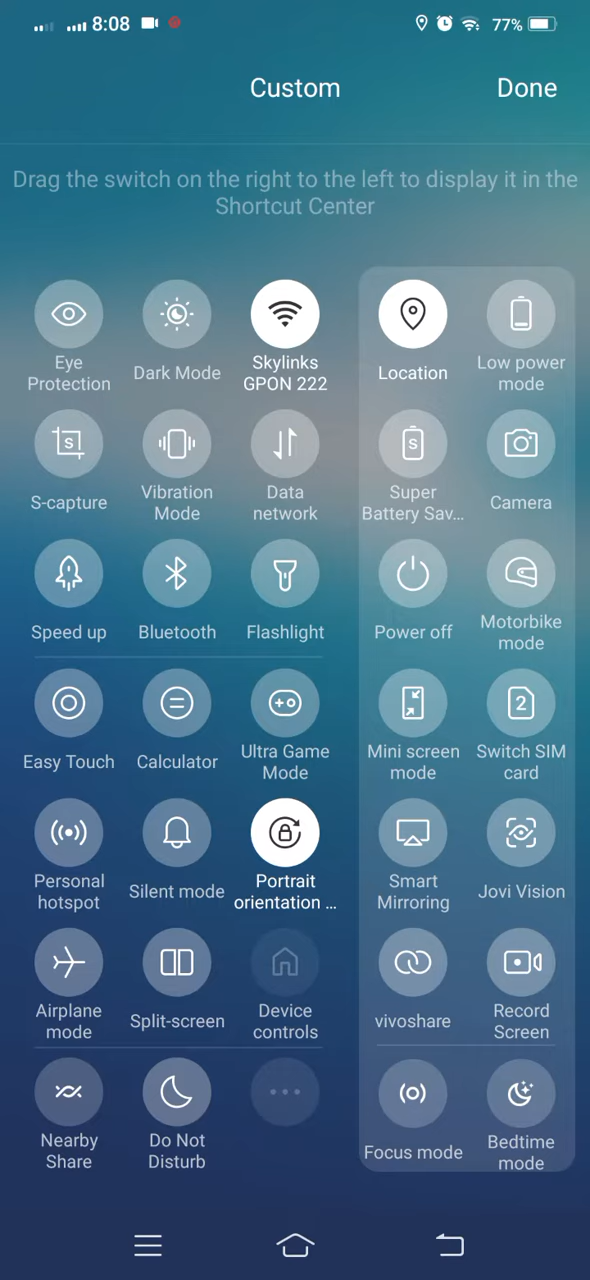 8:08
77%
Custom
Done
Drag the switch on the right to the left to display it in the
Shortcut Center
Eye
Protection
Dark Mode
Skylinks
GPON 222
Location
Low power
mode
S-capture
Vibration
Mode
Data
network
Super
Battery Sav...
Camera
Speed up
Bluetooth
Flashlight
Power off
Motorbike
mode
Easy Touch
Calculator
Ultra Game
Mode
Mini screen
mode
2
Switch SIM
card
Personal
hotspot
Silent mode
Portrait
orientation ...
Smart
Mirroring
Jovi Vision
Airplane
mode
Split-screen
Device
controls
vivoshare
Record
Screen
Nearby
Share
Do Not
Disturb
Focus mode
Bedtime
mode